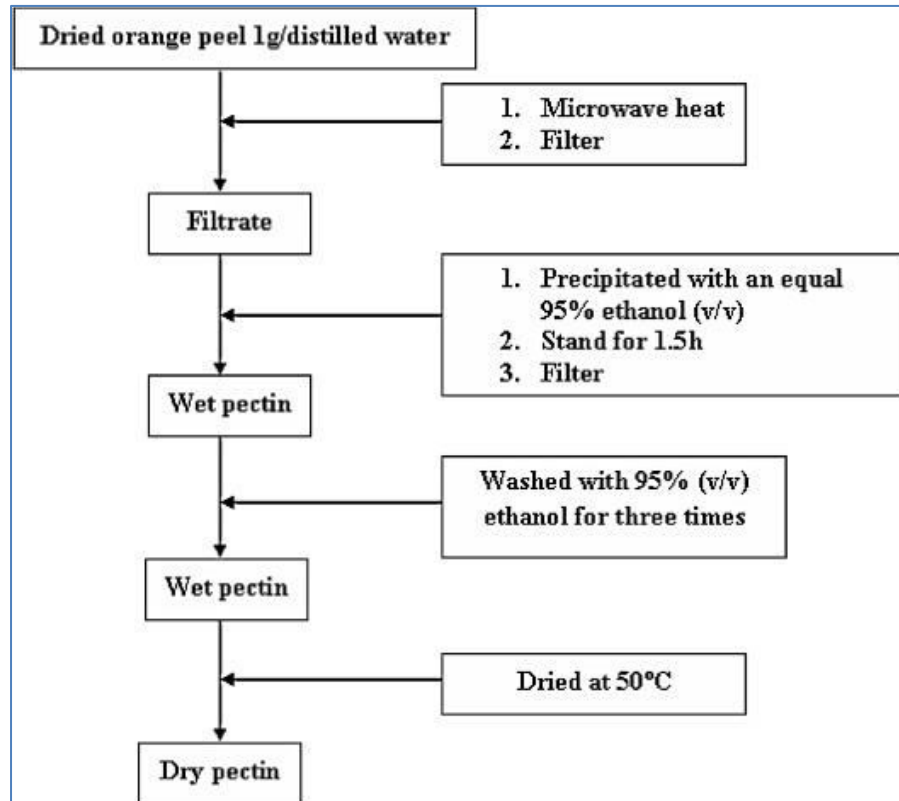 Dried orange peel 1g/distilled water
1. Microwave heat
2. Filter
Filtrate
1. Precipitated with an equal
95% ethanol (v/v)
2. Stand for 1.5h
3. Filter
Wet pectin
Washed with 95% (v/v)
ethanol for three times
Wet pectin
Dried at 50°C
Dry pectin